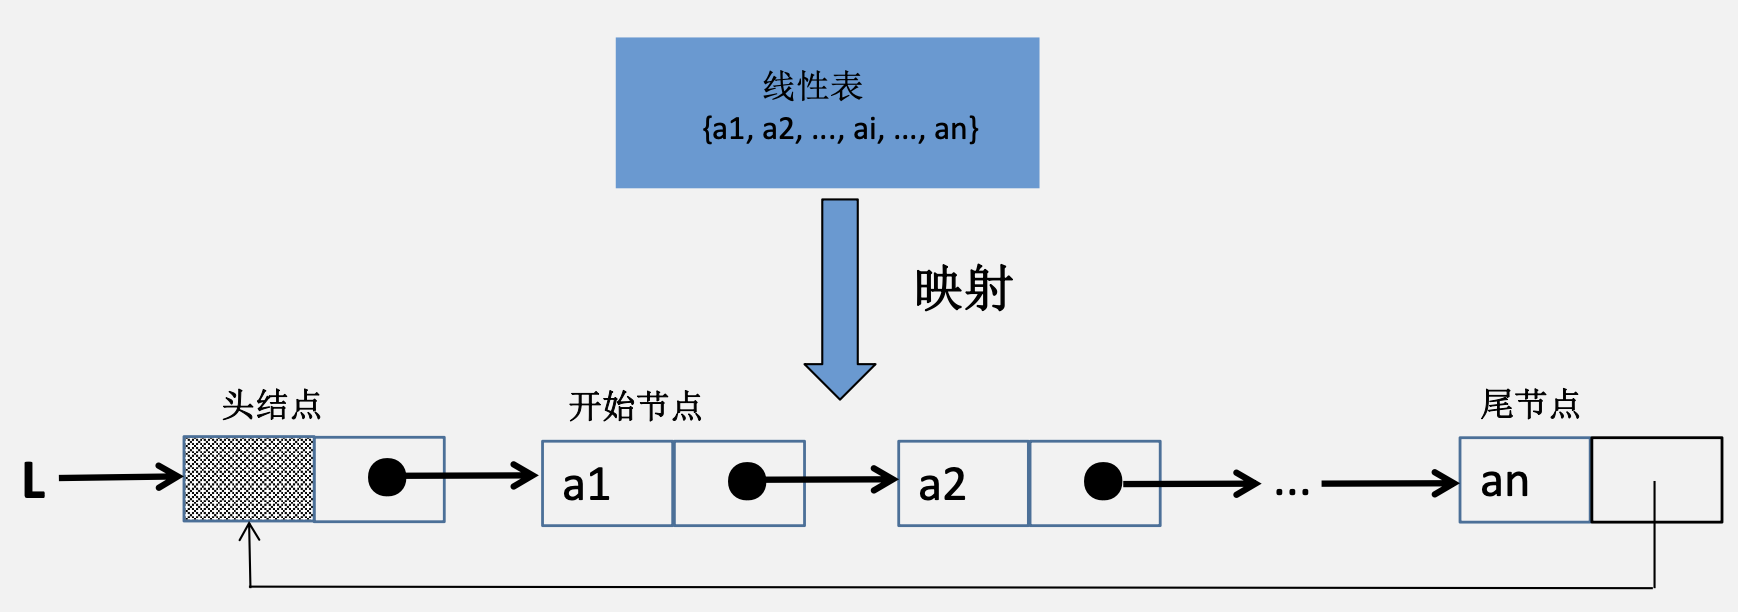 线性表
{a1, a2, ..., ai, ..., an}
映射
头结点
开始节点
尾节点
L
a1
a2
...
an